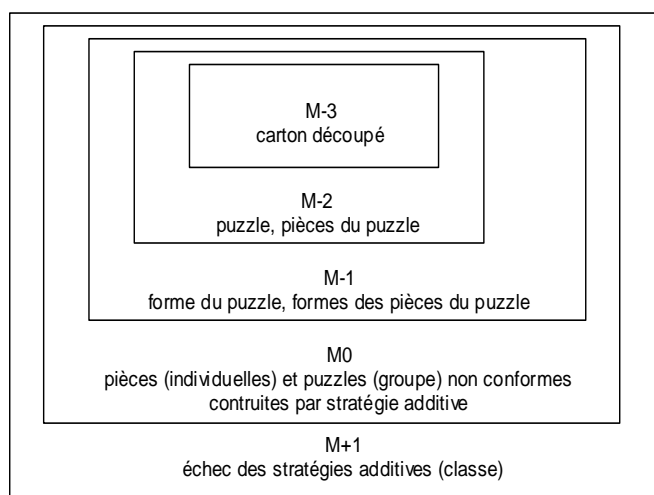 M-3
carton découpé
M-2
puzzle, pièces du puzzle
M-1
forme du puzzle, formes des pièces du puzzle
M0
pièces (individuelles) et puzzles (groupe) non conformes
contruites par stratégie additive
M+1
échec des stratégies additives (classe)